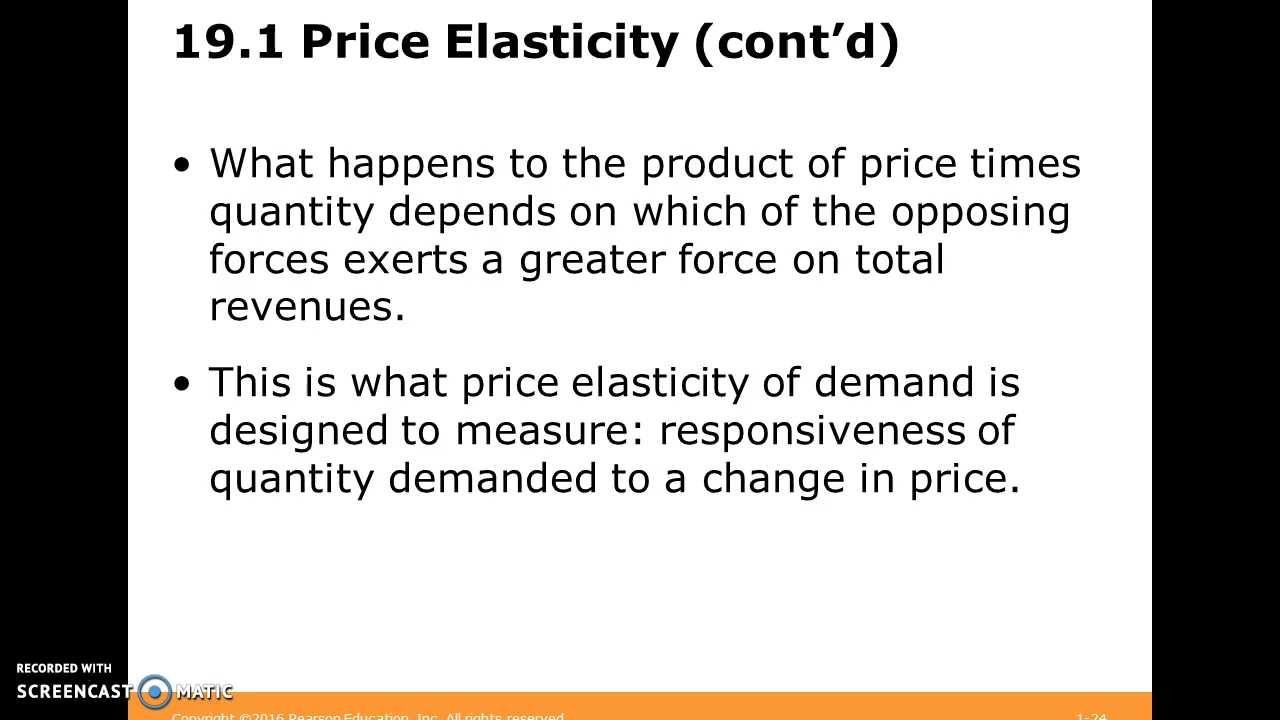 19.1 Price Elasticity (cont’d)
• What happens to the product of price times
quantity depends on which of the opposing
forces exerts a greater force on total
revenues.
• This is what price elasticity of demand is
designed to measure: responsiveness of
quantity demanded to a change in price.
RECORDED WITH
SCREENCAST MATIC
Copyright ©2016 Pearson Education, Inc. All rights reserved.
1-24